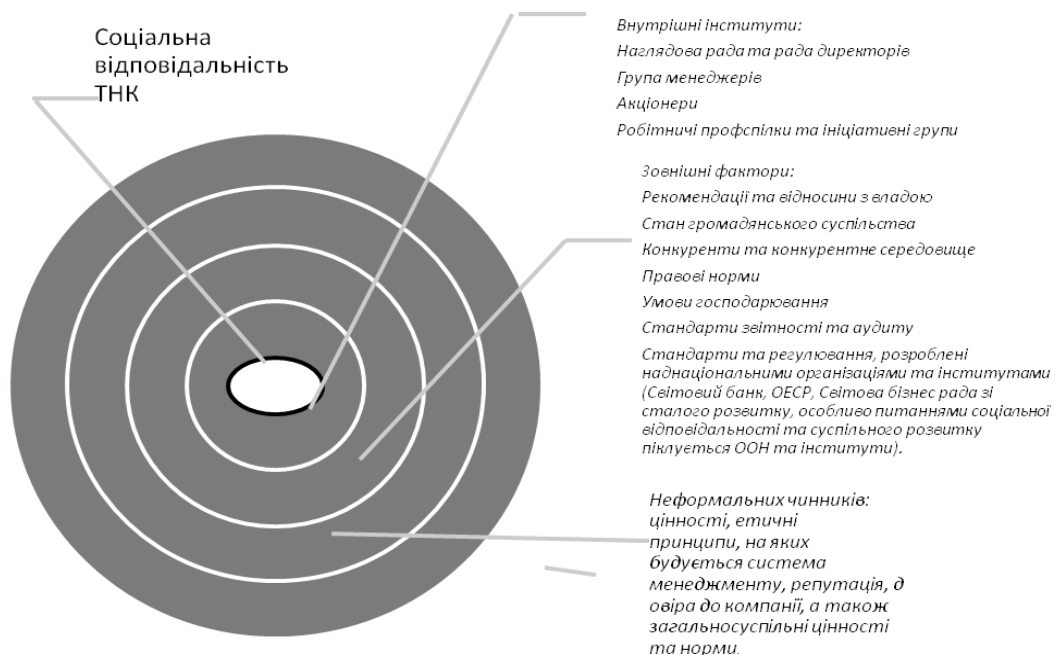 Соціальна
відповідальність
ТНК
Внутрішні інститути:
Наглядова рада та рада директорів
Група менеджерів
Акціонери
Робітничі профспілки та ініціативні групи
Зовнішні фактори:
Рекомендації та відносини з владою
Стан громадянського суспільства
Конкуренти та конкурентне середовище
Правові норми
Умови господарювання
Стандарти звітності та аудиту
Стандарти та регулювання, розроблені
наднаціональними організаціями та інститутами
(Світовий банк, ОЕСР, Світова бізнес рада зі
сталого розвитку, особливо питаннями соціальної
відповідальності та суспільного розвитку
піклується ООН та інститути).
Неформальних чинників:
цінності, етичні
принципи, на яких
будується система
менеджменту, репутація, д
овіра до компанії, а також
загальносуспільні цінності
та норми.